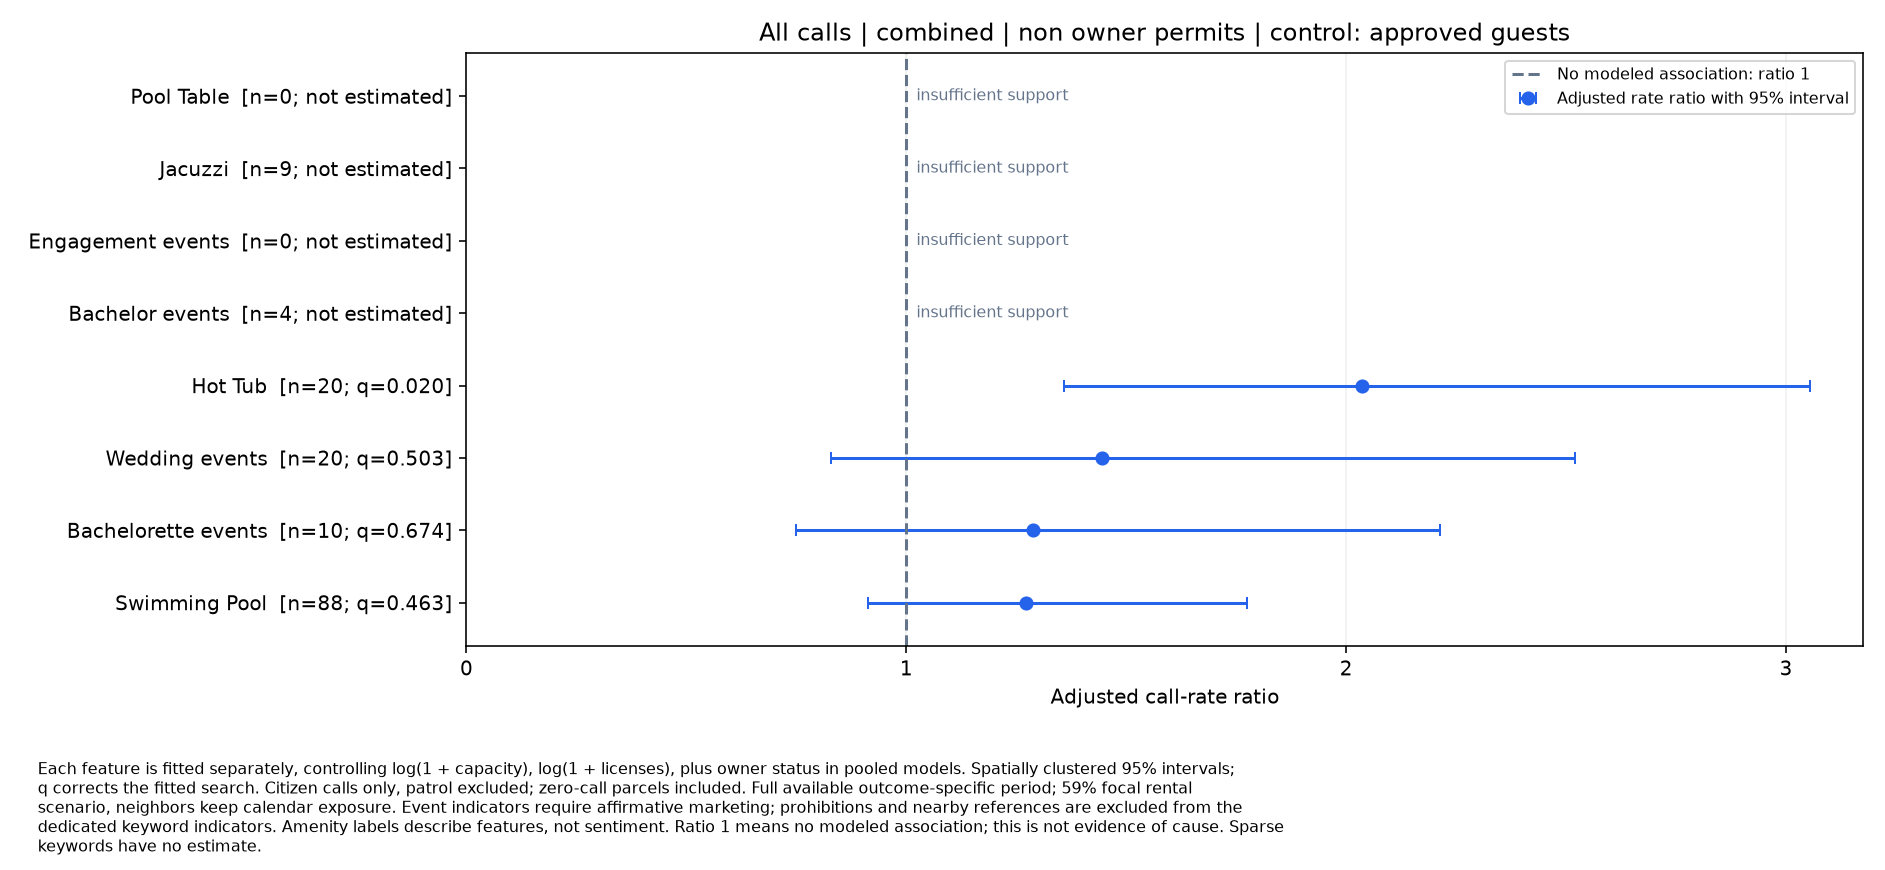 All calls | combined | non owner permits | control: approved guests
No modeled association: ratio 1
Adjusted rate ratio with 95% interval
Pool Table [n=0; not estimated]
insufficient support
Jacuzzi [n=9; not estimated]
insufficient support
Engagement events [n=0; not estimated]
insufficient support
Bachelor events [n=4; not estimated]
insufficient support
Hot Tub [n=20; q=0.020]
Wedding events [n=20; q=0.503]
Bachelorette events [n=10; q=0.674]
Swimming Pool [n=88; q=0.463]
0 1 2 3
Adjusted call-rate ratio
Each feature is fitted separately, controlling log(1 + capacity), log(1 + licenses), plus owner status in pooled models. Spatially clustered 95% intervals;
q corrects the fitted search. Citizen calls only, patrol excluded; zero-call parcels included. Full available outcome-specific period; 59% focal rental
scenario, neighbors keep calendar exposure. Event indicators require affirmative marketing; prohibitions and nearby references are excluded from the
dedicated keyword indicators. Amenity labels describe features, not sentiment. Ratio 1 means no modeled association; this is not evidence of cause. Sparse
keywords have no estimate.